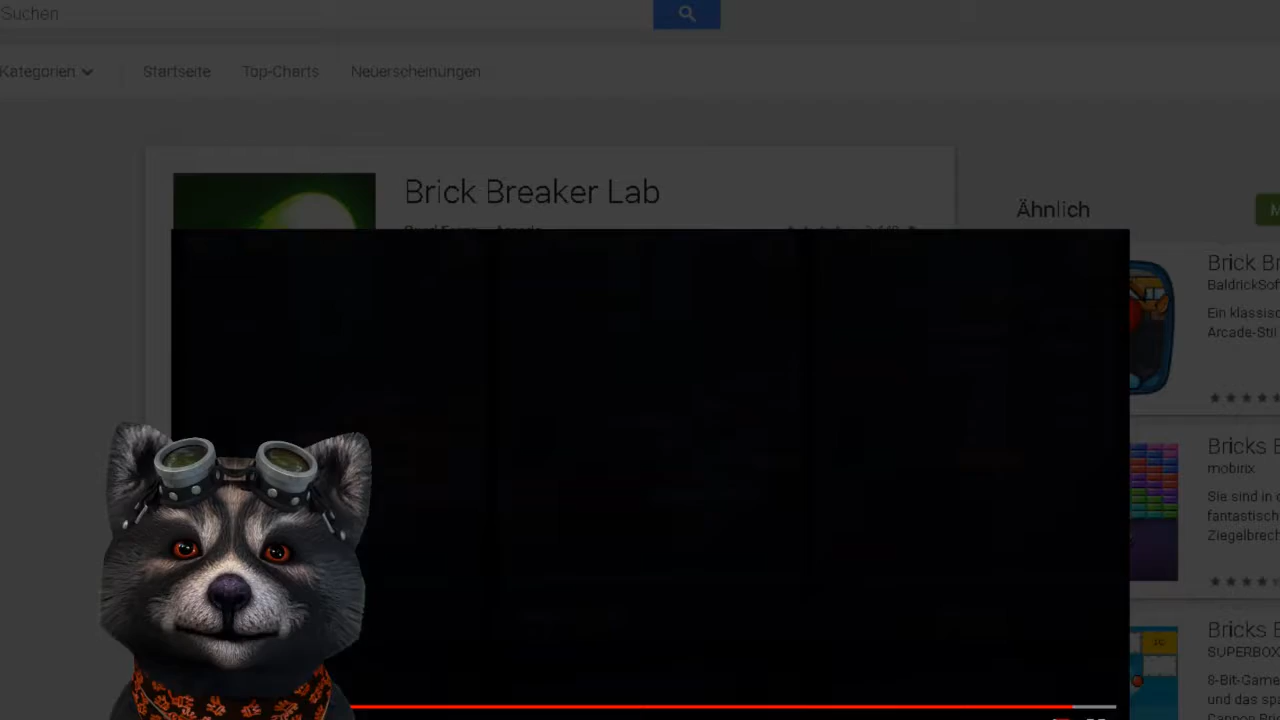 Suchen
Kategorien
Startseite
Top-Charts
Neuerscheinungen
Brick Breaker Lab
Ähnlich
M
Brick Br
BaldrickSof
Ein klassisc
Arcade-Stil
Bricks B
mobirix
Sie sind in
fantastisch
Ziegelbrech
Bricks B
SUPERBOX
8-Bit-Game
und das spa